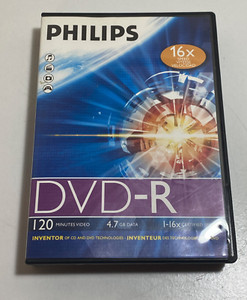 PHILIPS
16x
DVD-R
120 MINUTES VIDEO 4.7 GB DATA 1-16x
INVENTOR OF CD AND DVD TECHNOLOGIES · INVENTEUR DES